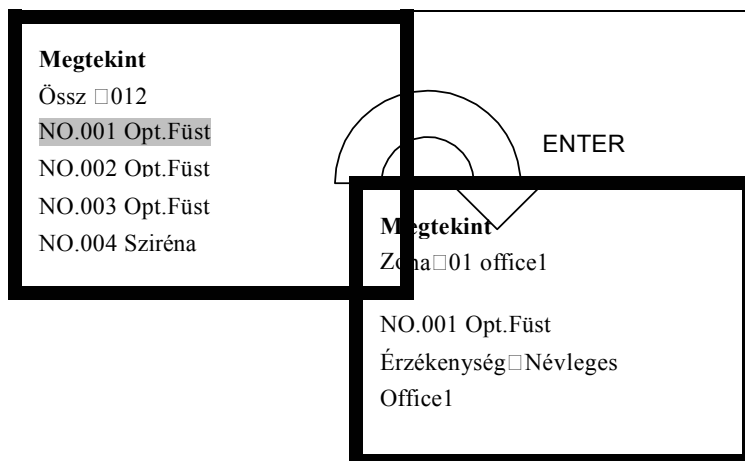 Megtekint
Össz □012
NO.001 Opt.Füst
NO.002 Opt.Füst
NO.003 Opt.Füst
NO.004 Sziréna
ENTER
Megtekint
Zóna□01 office1
NO.001 Opt.Füst
Érzékenység□Névleges
Office1